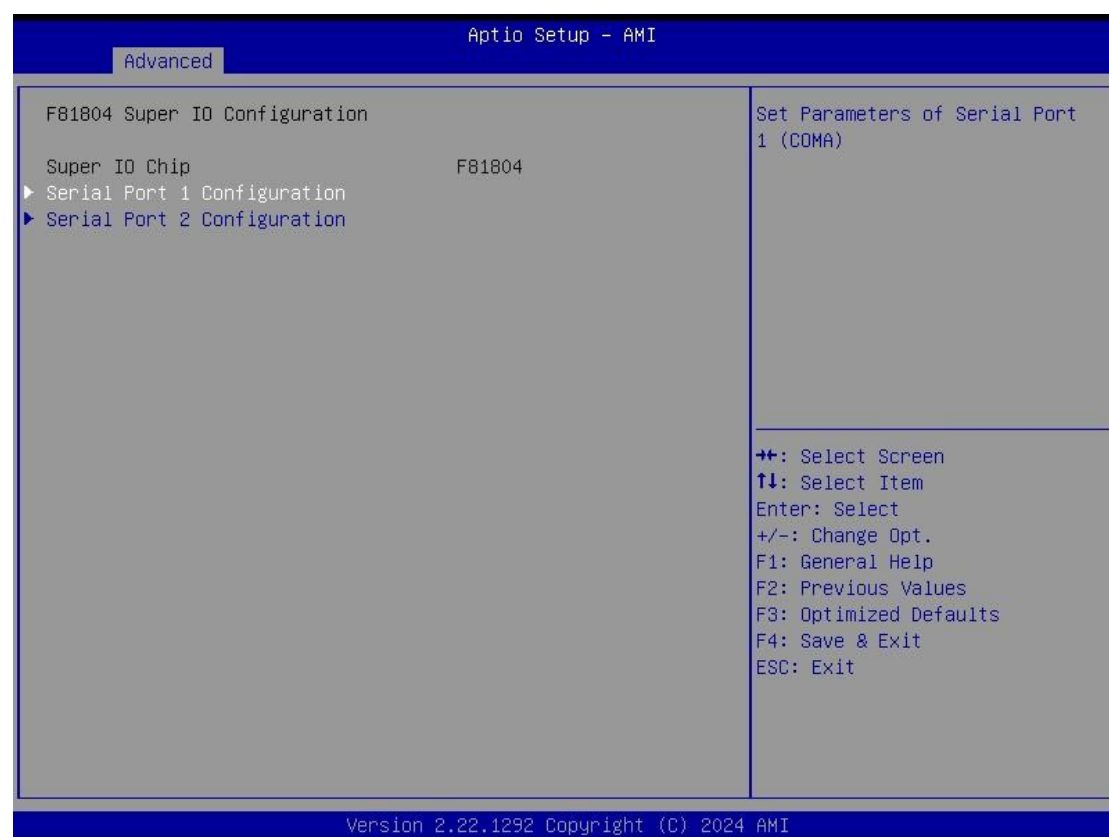 Aptio Setup – AMI
Advanced
F81804 Super IO Configuration
Super IO Chip F81804
▶ Serial Port 1 Configuration
▶ Serial Port 2 Configuration
Set Parameters of Serial Port
1 (COMA)
→←: Select Screen
↑↓: Select Item
Enter: Select
+/-: Change Opt.
F1: General Help
F2: Previous Values
F3: Optimized Defaults
F4: Save & Exit
ESC: Exit
Version 2.22.1292 Copyright (C) 2024 AMI